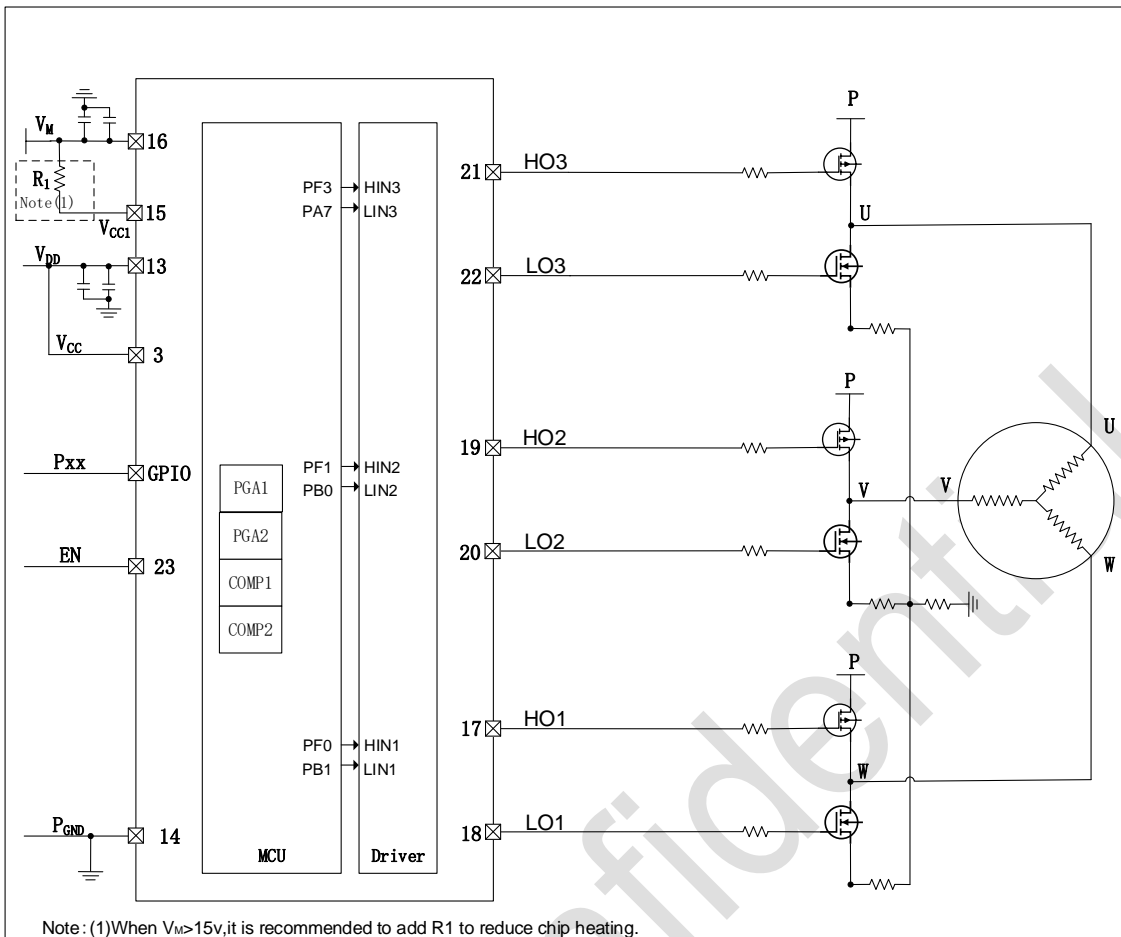 P
V_M
16
R_1
Note(1)
15
V_CC1
21 HO3
PF3 HIN3
PA7 LIN3
U
V_DD
13
22 LO3
V_CC
3
P
19 HO2
U
Pxx
GPIO
PGA1
PF1 HIN2
PB0 LIN2
V
V
PGA2
20 LO2
EN
23
COMP1
W
COMP2
P
17 HO1
PF0 HIN1
PB1 LIN1
W
P_GND
14
18 LO1
MCU
Driver
Note:(1)When V_M>15v,it is recommended to add R1 to reduce chip heating.